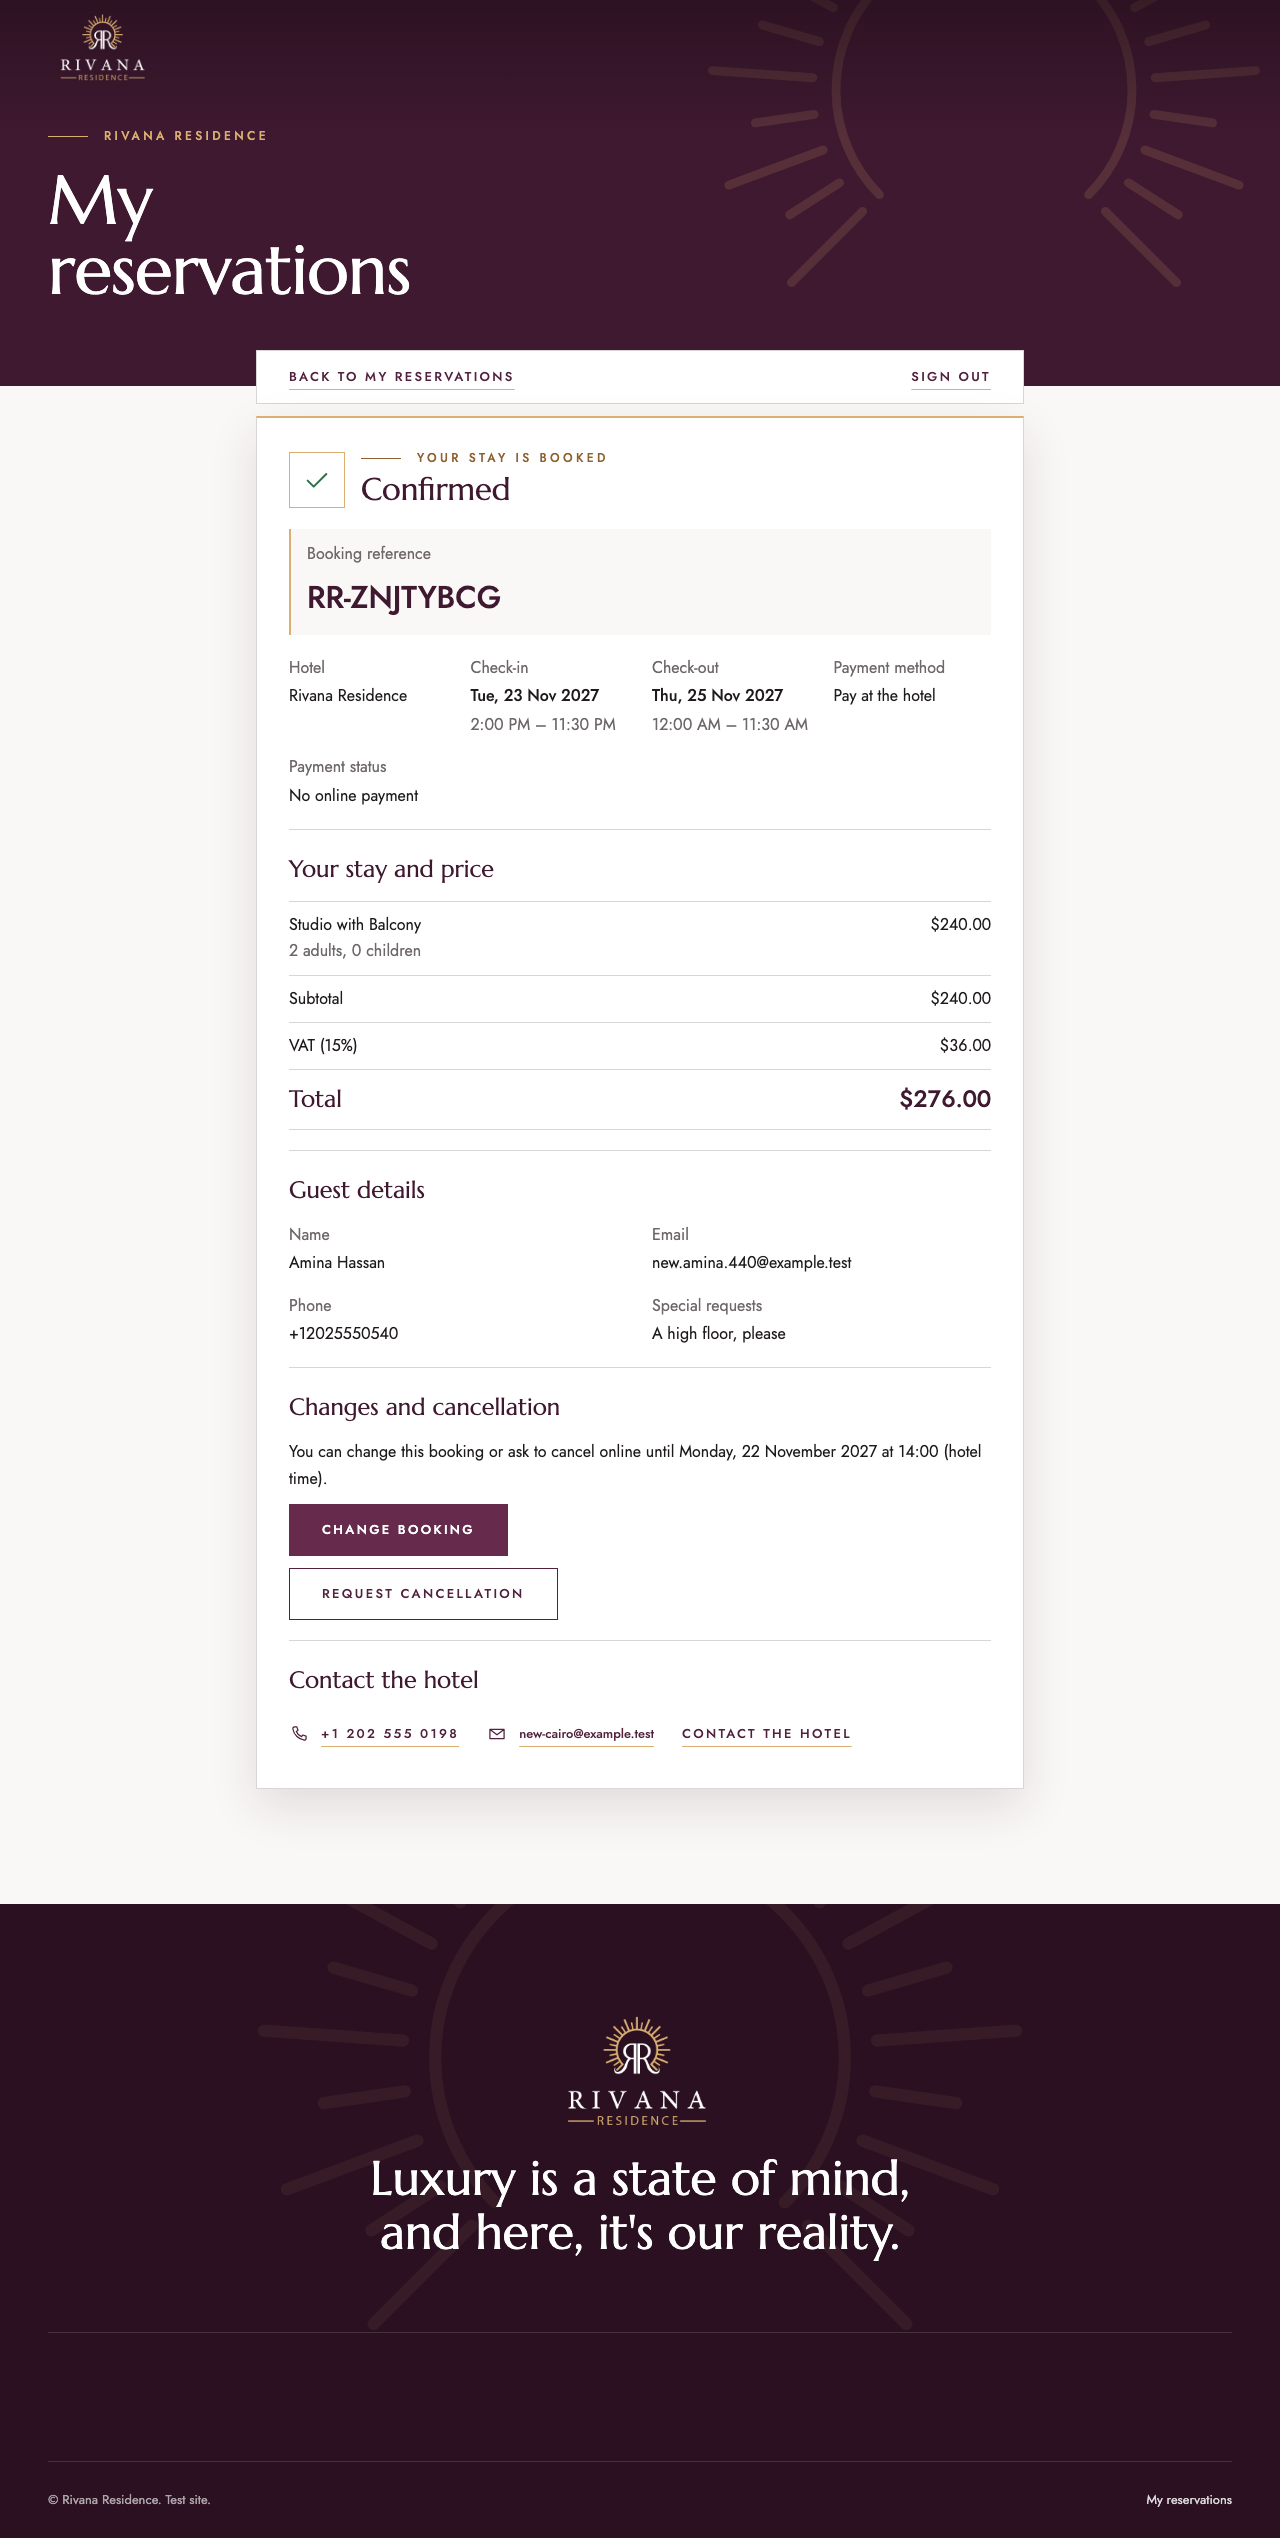 RIVANA
RESIDENCE
RIVANA RESIDENCE
My
reservations
BACK TO MY RESERVATIONS
SIGN OUT
YOUR STAY IS BOOKED
Confirmed
Booking reference
RR-ZNJTYBCG
Hotel
Rivana Residence
Check-in
Tue, 23 Nov 2027
2:00 PM – 11:30 PM
Check-out
Thu, 25 Nov 2027
12:00 AM – 11:30 AM
Payment method
Pay at the hotel
Payment status
No online payment
Your stay and price
Studio with Balcony $240.00
2 adults, 0 children
Subtotal $240.00
VAT (15%) $36.00
Total $276.00
Guest details
Name
Amina Hassan
Email
new.amina.440@example.test
Phone
+12025550540
Special requests
A high floor, please
Changes and cancellation
You can change this booking or ask to cancel online until Monday, 22 November 2027 at 14:00 (hotel
time).
CHANGE BOOKING
REQUEST CANCELLATION
Contact the hotel
+1 202 555 0198 new-cairo@example.test CONTACT THE HOTEL
RIVANA
RESIDENCE
Luxury is a state of mind,
and here, it's our reality.
© Rivana Residence. Test site.
My reservations